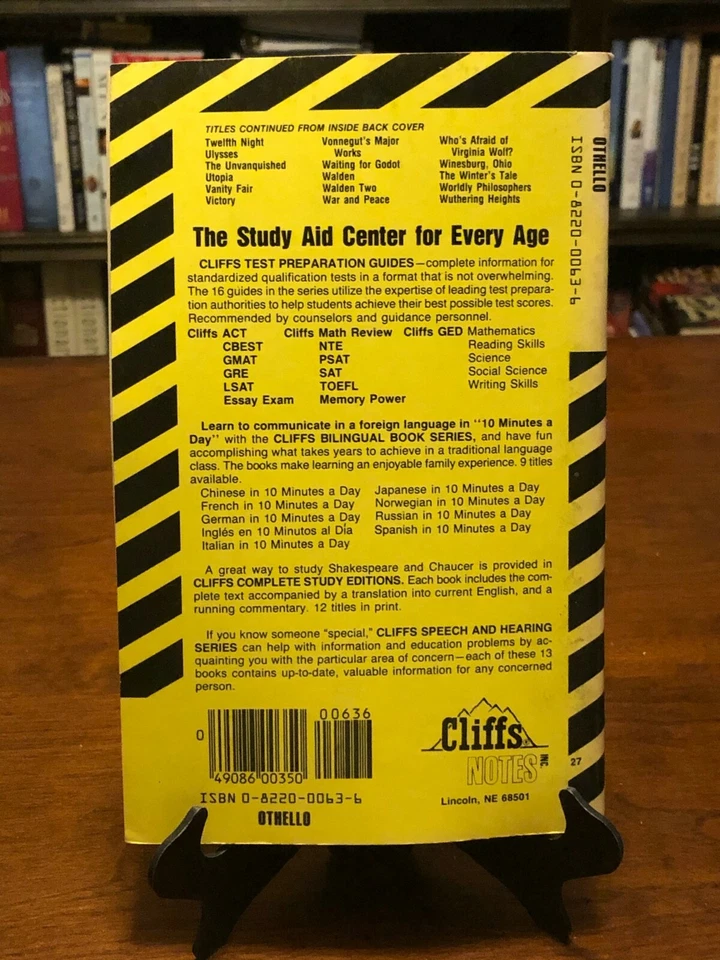 TITLES CONTINUED FROM INSIDE BACK COVER
Twelfth Night
Ulysses
The Unvanquished
Utopia
Vanity Fair
Victory
Vonnegut's Major
Works
Waiting for Godot
Walden
Walden Two
War and Peace
Who's Afraid of
Virginia Wolf?
Winesburg, Ohio
The Winter's Tale
Worldly Philosophers
Wuthering Heights
The Study Aid Center for Every Age
CLIFFS TEST PREPARATION GUIDES—complete information for
standardized qualification tests in a format that is not overwhelming.
The 16 guides in the series utilize the expertise of leading test prepara-
tion authorities to help students achieve their best possible test scores.
Recommended by counselors and guidance personnel.
Cliffs ACT
CBEST
GMAT
GRE
LSAT
Essay Exam
Cliffs Math Review
NTE
PSAT
SAT
TOEFL
Memory Power
Cliffs GED Mathematics
Reading Skills
Science
Social Science
Writing Skills
Learn to communicate in a foreign language in "10 Minutes a
Day" with the CLIFFS BILINGUAL BOOK SERIES, and have fun
accomplishing what takes years to achieve in a traditional language
class. The books make learning an enjoyable family experience. 9 titles
available.
Chinese in 10 Minutes a Day
French in 10 Minutes a Day
German in 10 Minutes a Day
Inglés en 10 Minutos al Día
Italian in 10 Minutes a Day
Japanese in 10 Minutes a Day
Norwegian in 10 Minutes a Day
Russian in 10 Minutes a Day
Spanish in 10 Minutes a Day
A great way to study Shakespeare and Chaucer is provided in
CLIFFS COMPLETE STUDY EDITIONS. Each book includes the com-
plete text accompanied by a translation into current English, and a
running commentary. 12 titles in print.
If you know someone "special," CLIFFS SPEECH AND HEARING
SERIES can help with information and education problems by ac-
quainting you with the particular area of concern—each of these 13
books contains up-to-date, valuable information for any concerned
person.
00636
0
49086 00350
ISBN 0-8220-0063-6
OTHELLO
Cliffs
NOTES INC.
Lincoln, NE 68501
OTHELLO
ISBN 0-8220-0063-6
27